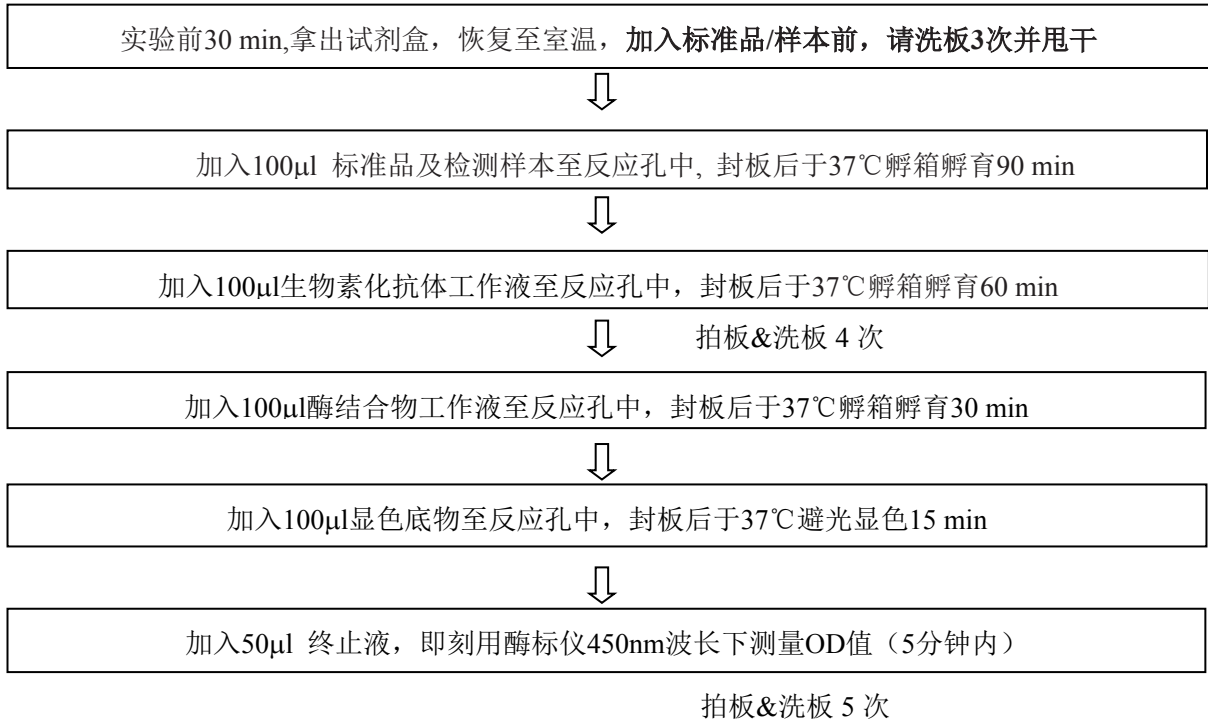 实验前30 min,拿出试剂盒，恢复至室温，加入标准品/样本前，请洗板3次并甩干
加入100μl 标准品及检测样本至反应孔中, 封板后于37℃孵箱孵育90 min
加入100μl生物素化抗体工作液至反应孔中，封板后于37℃孵箱孵育60 min
拍板&洗板 4 次
加入100μl酶结合物工作液至反应孔中，封板后于37℃孵箱孵育30 min
加入100μl显色底物至反应孔中，封板后于37℃避光显色15 min
加入50μl 终止液，即刻用酶标仪450nm波长下测量OD值（5分钟内）
拍板&洗板 5 次